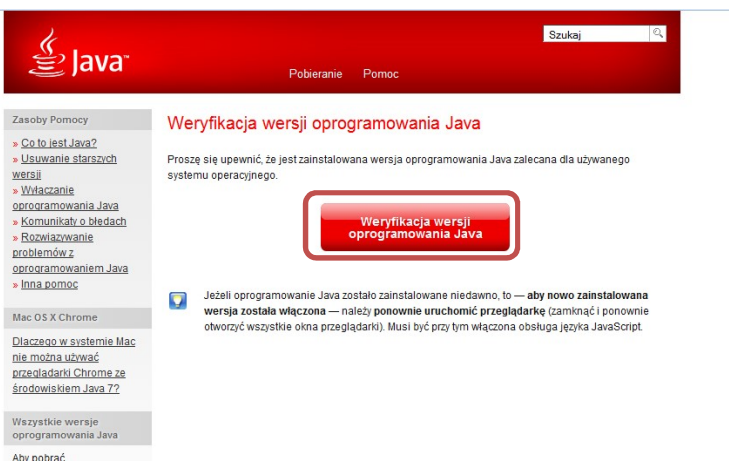 Java™
Szukaj
Pobieranie Pomoc
Zasoby Pomocy
» Co to jest Java?
» Usuwanie starszych
wersji
» Wyłączanie
oprogramowania Java
» Komunikaty o błędach
» Rozwiązywanie
problemów z
oprogramowaniem Java
» Inna pomoc
Mac OS X Chrome
Dlaczego w systemie Mac
nie można używać
przeglądarki Chrome ze
środowiskiem Java 7?
Wszystkie wersje
oprogramowania Java
Aby pobrać
Weryfikacja wersji oprogramowania Java
Proszę się upewnić, że jest zainstalowana wersja oprogramowania Java zalecana dla używanego
systemu operacyjnego.
Weryfikacja wersji
oprogramowania Java
Jeżeli oprogramowanie Java zostało zainstalowane niedawno, to — aby nowo zainstalowana
wersja została włączona — należy ponownie uruchomić przeglądarkę (zamknąć i ponownie
otworzyć wszystkie okna przeglądarki). Musi być przy tym włączona obsługa języka JavaScript.